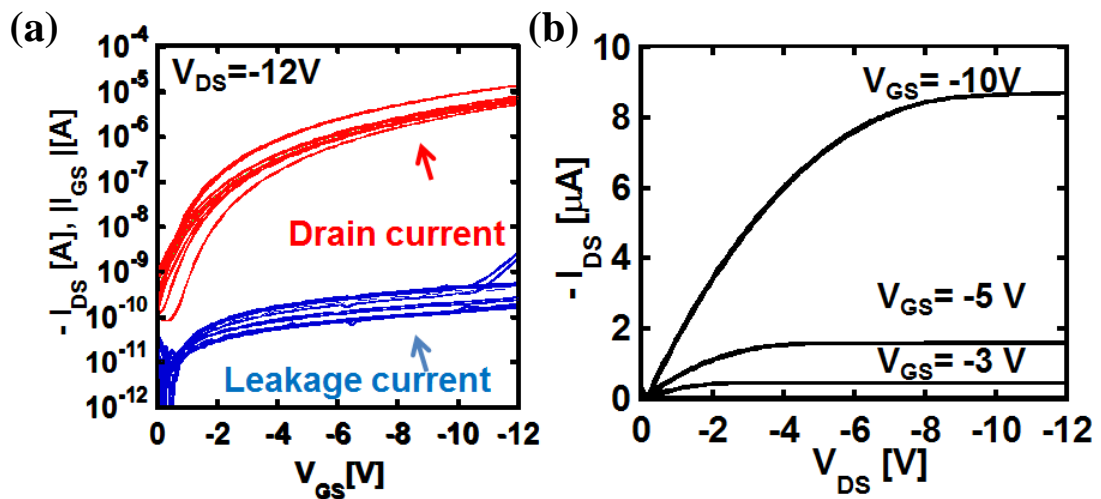 (a)
- I_DS [A], |I_GS |[A]
10^-4
10^-5
10^-6
10^-7
10^-8
10^-9
10^-10
10^-11
10^-12
V_DS=-12V
Drain current
Leakage current
0 -2 -4 -6 -8 -10 -12
V_GS[V]
(b)
- I_DS [μA]
10
8
6
4
2
0
V_GS= -10V
V_GS= -5 V
V_GS= -3 V
0 -2 -4 -6 -8 -10 -12
V_DS [V]